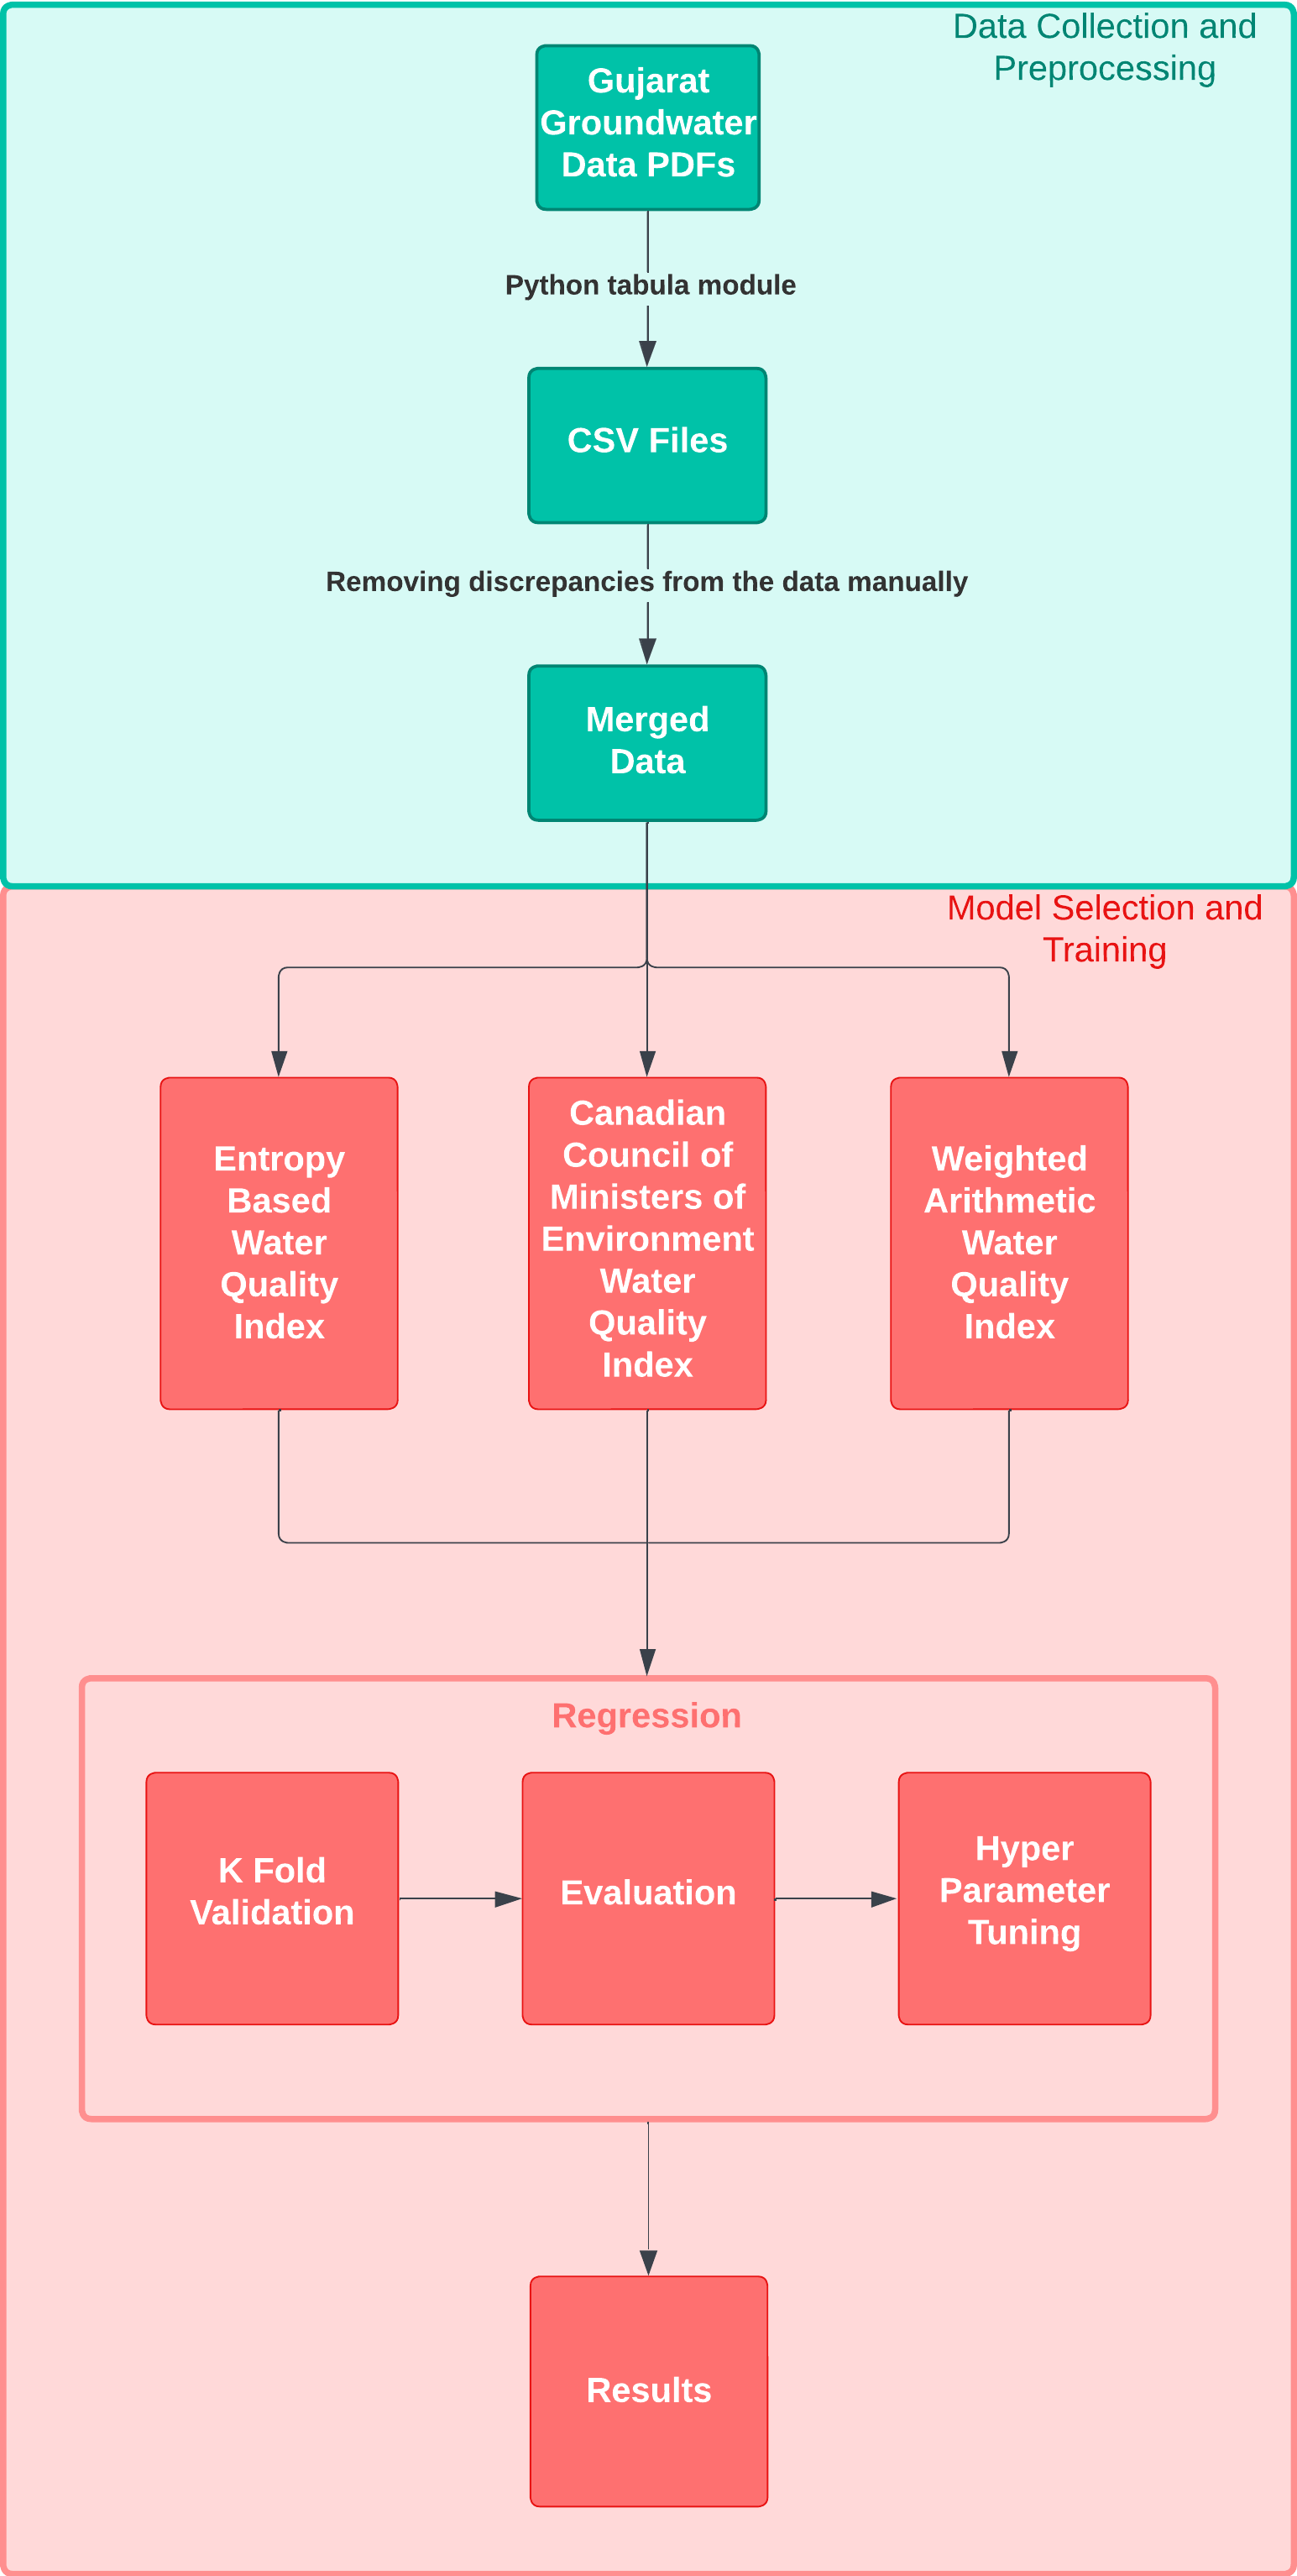 Data Collection and
Preprocessing
Gujarat
Groundwater
Data PDFs
Python tabula module
CSV Files
Removing discrepancies from the data manually
Merged
Data
Model Selection and
Training
Entropy
Based
Water
Quality
Index
Canadian
Council of
Ministers of
Environment
Water
Quality
Index
Weighted
Arithmetic
Water
Quality
Index
Regression
K Fold
Validation
Evaluation
Hyper
Parameter
Tuning
Results